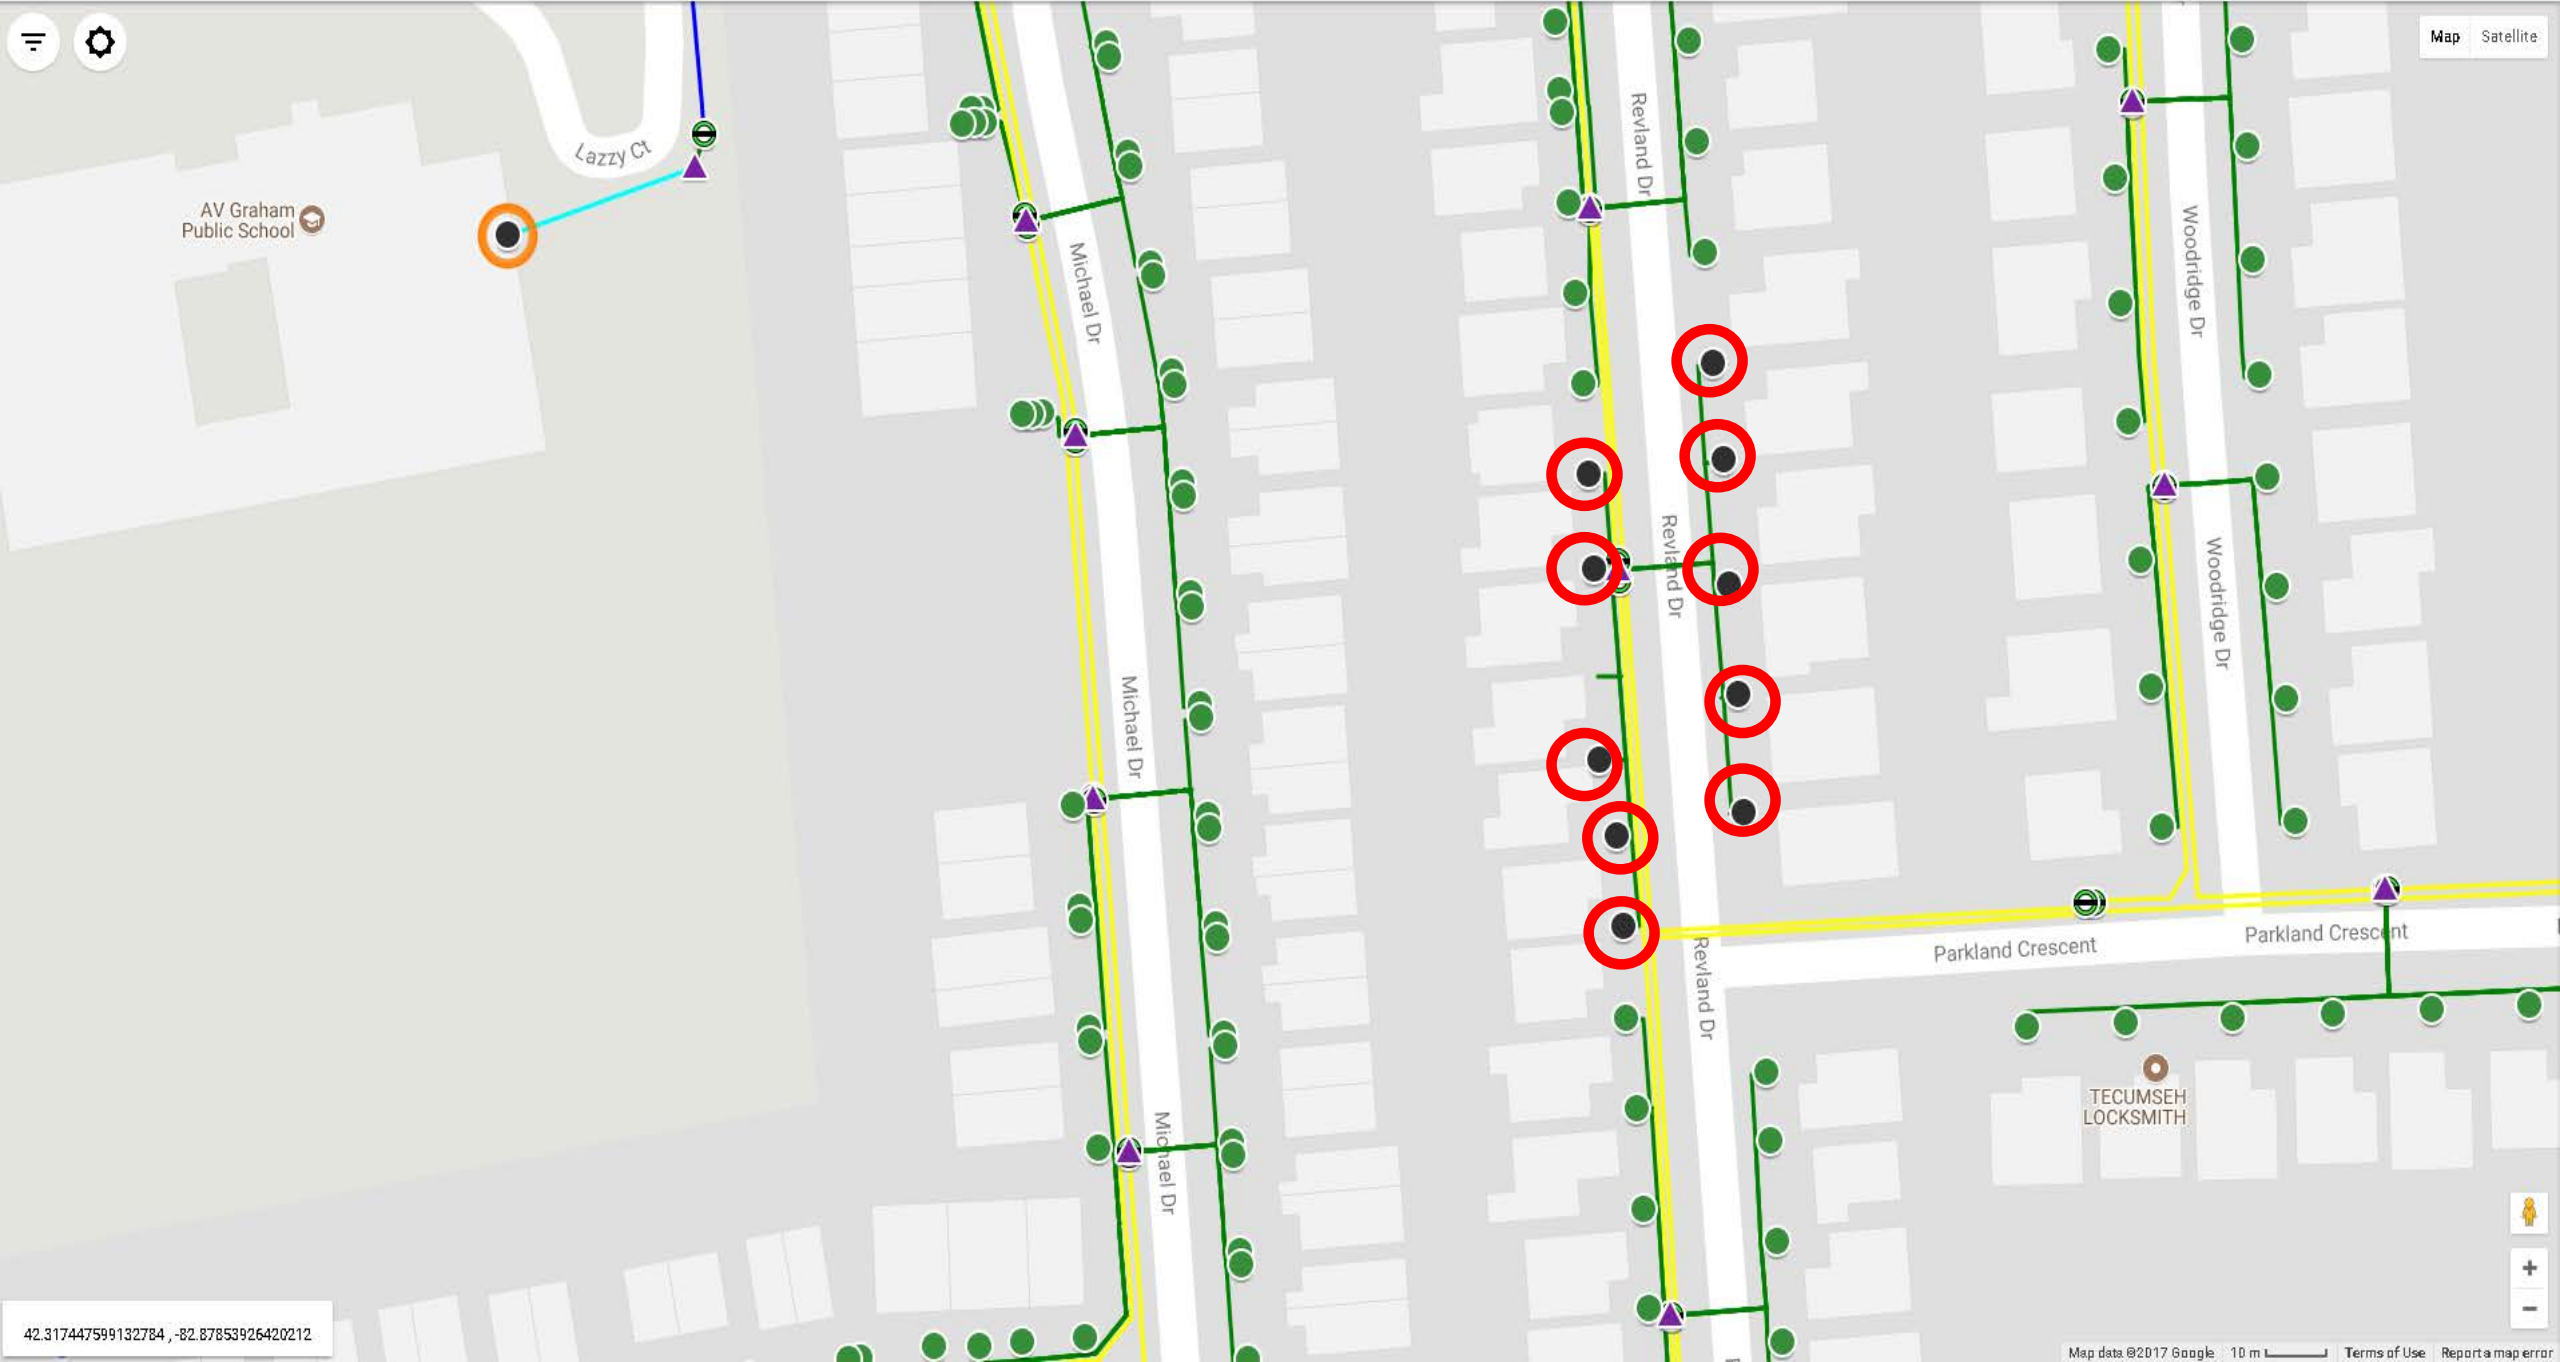 Map Satellite
Lazzy Ct
AV Graham
Public School
Michael Dr
Revland Dr
Woodridge Dr
Revland Dr
Woodridge Dr
Michael Dr
Revland Dr
Parkland Crescent
Parkland Crescent
TECUMSEH
LOCKSMITH
Michael Dr
42.317447599132784 , -82.87853926420212
Map data ©2017 Google 10 m Terms of Use Report a map error